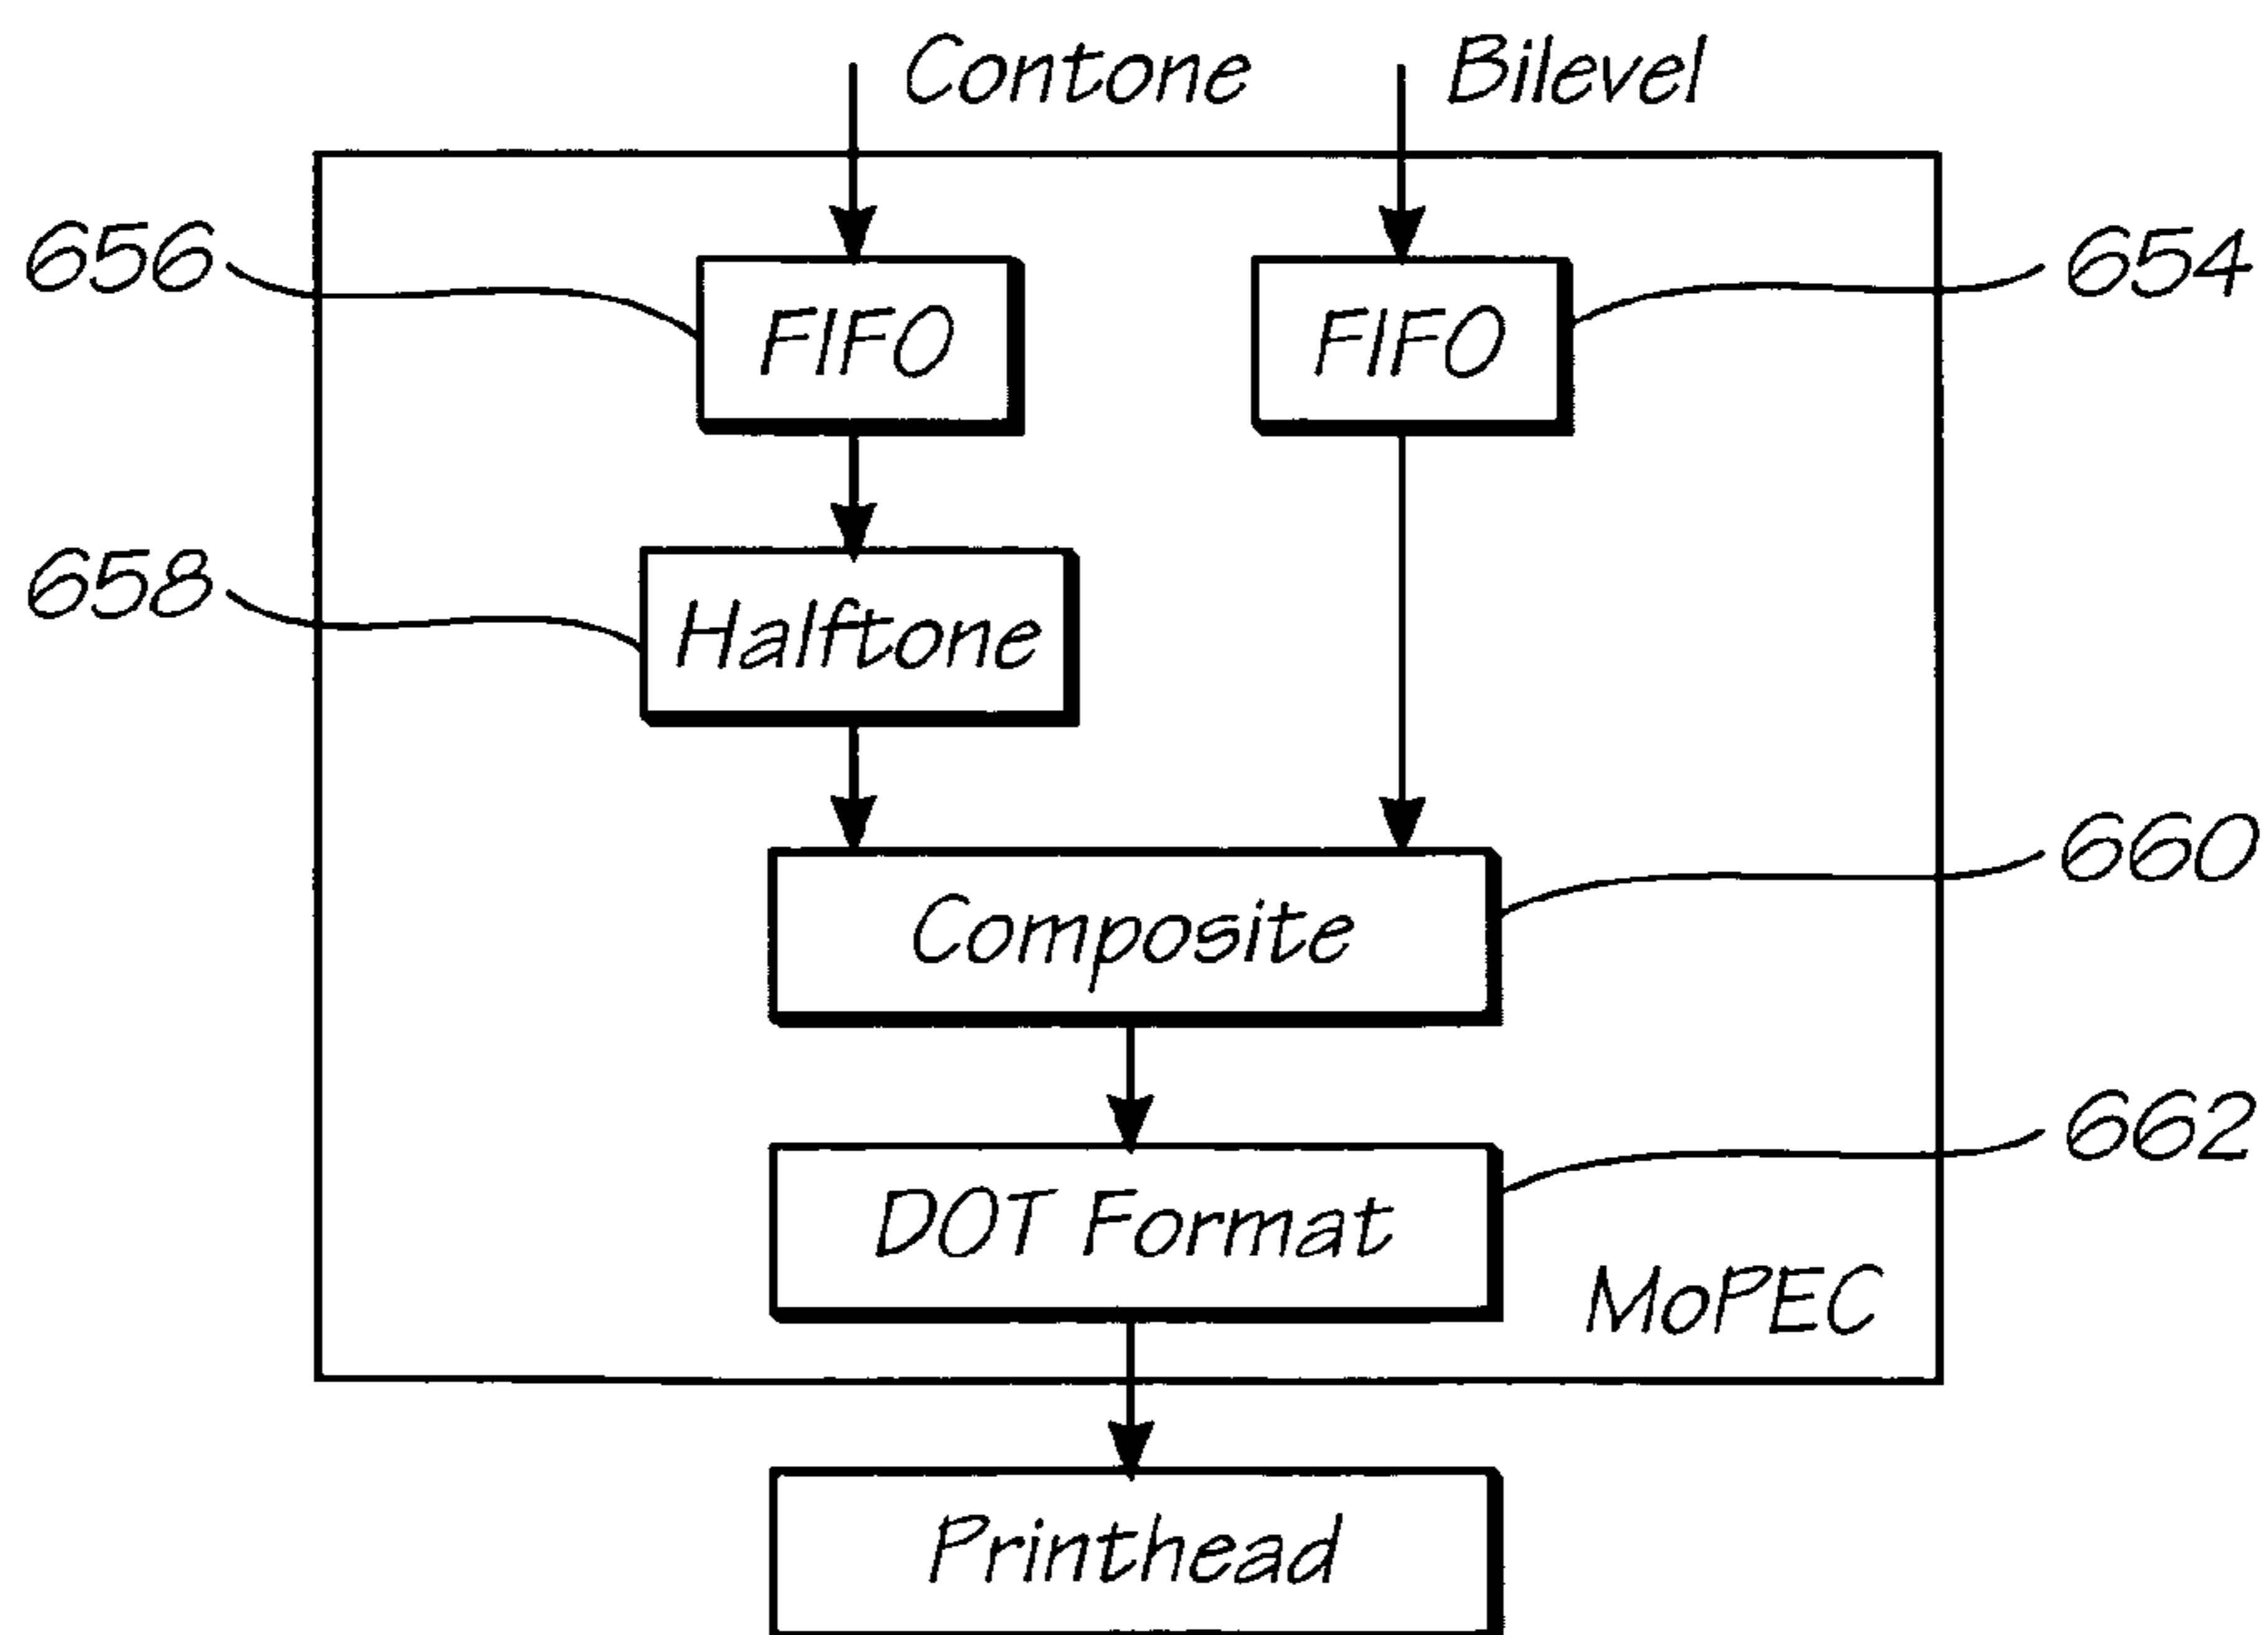 Contone
Bilevel
656
FIFO
FIFO
654
658
Halftone
660
Composite
662
DOT Format
MoPEC
Printhead